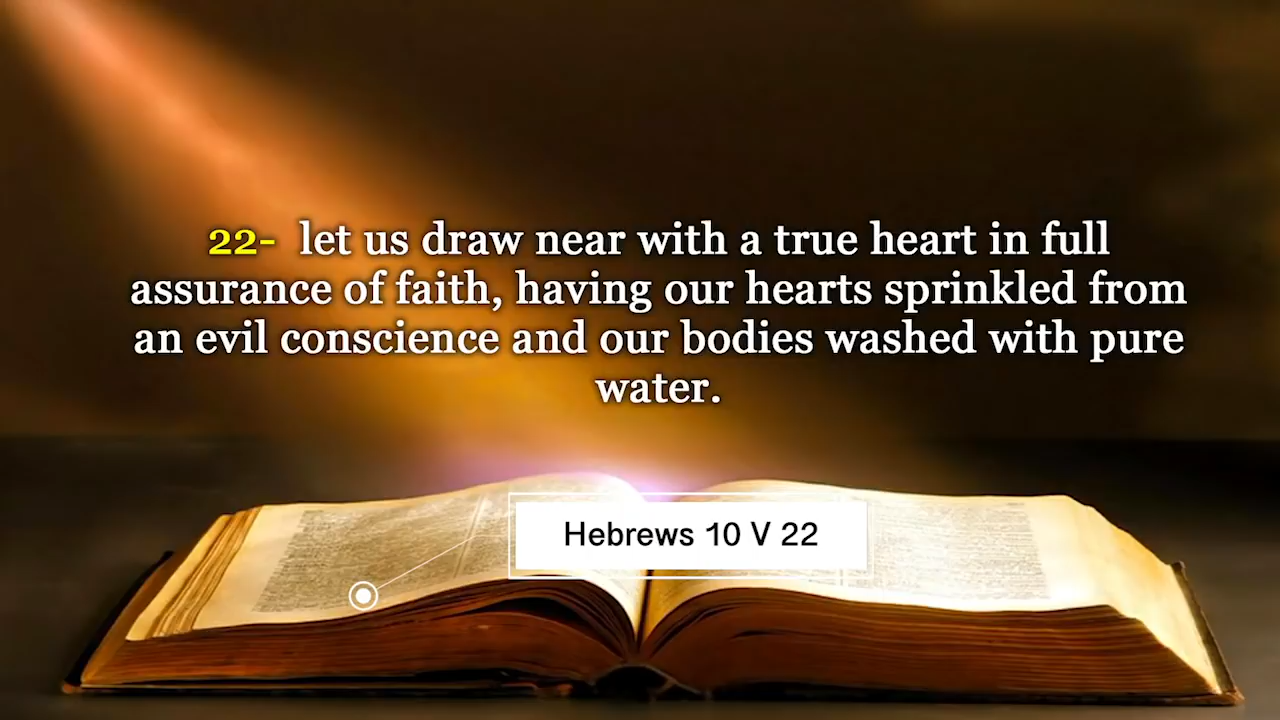 22- let us draw near with a true heart in full
assurance of faith, having our hearts sprinkled from
an evil conscience and our bodies washed with pure
water.
Hebrews 10 V 22